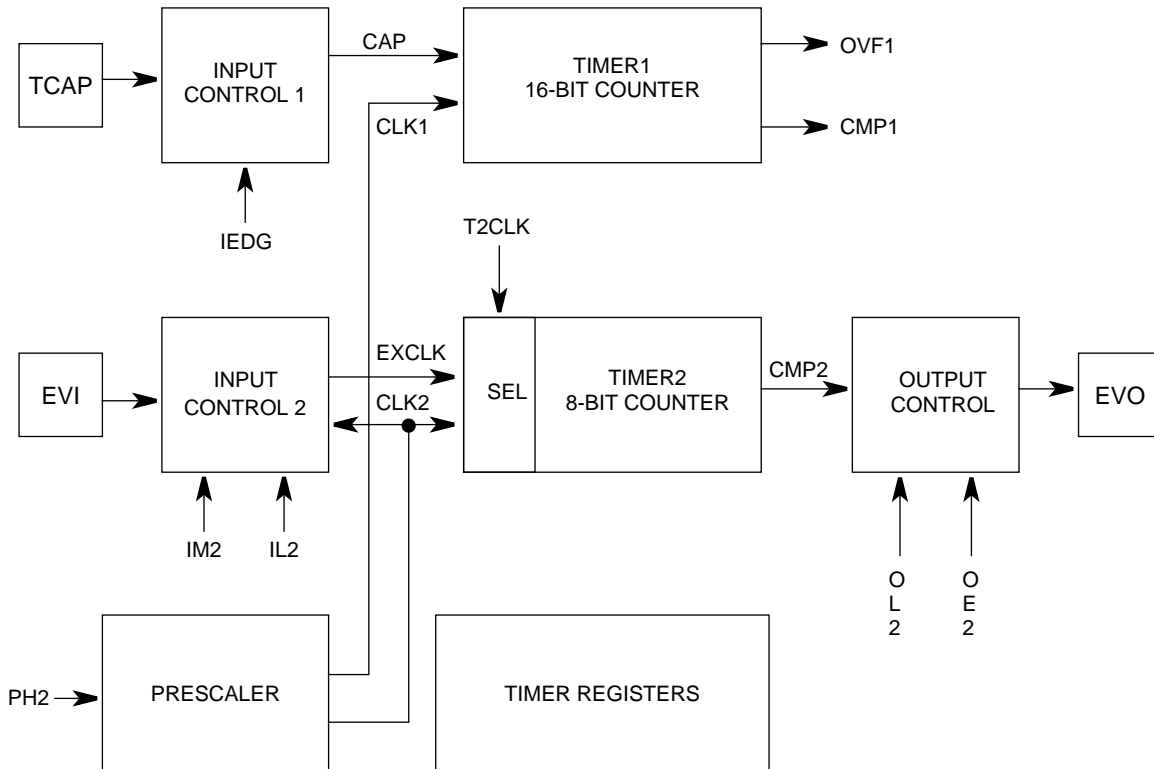 TCAP
INPUT
CONTROL 1
CAP
CLK1
TIMER1
16-BIT COUNTER
OVF1
CMP1
IEDG
T2CLK
EVI
INPUT
CONTROL 2
EXCLK
CLK2
SEL
TIMER2
8-BIT COUNTER
CMP2
OUTPUT
CONTROL
EVO
IM2
IL2
O
L
2
O
E
2
PH2
PRESCALER
TIMER REGISTERS